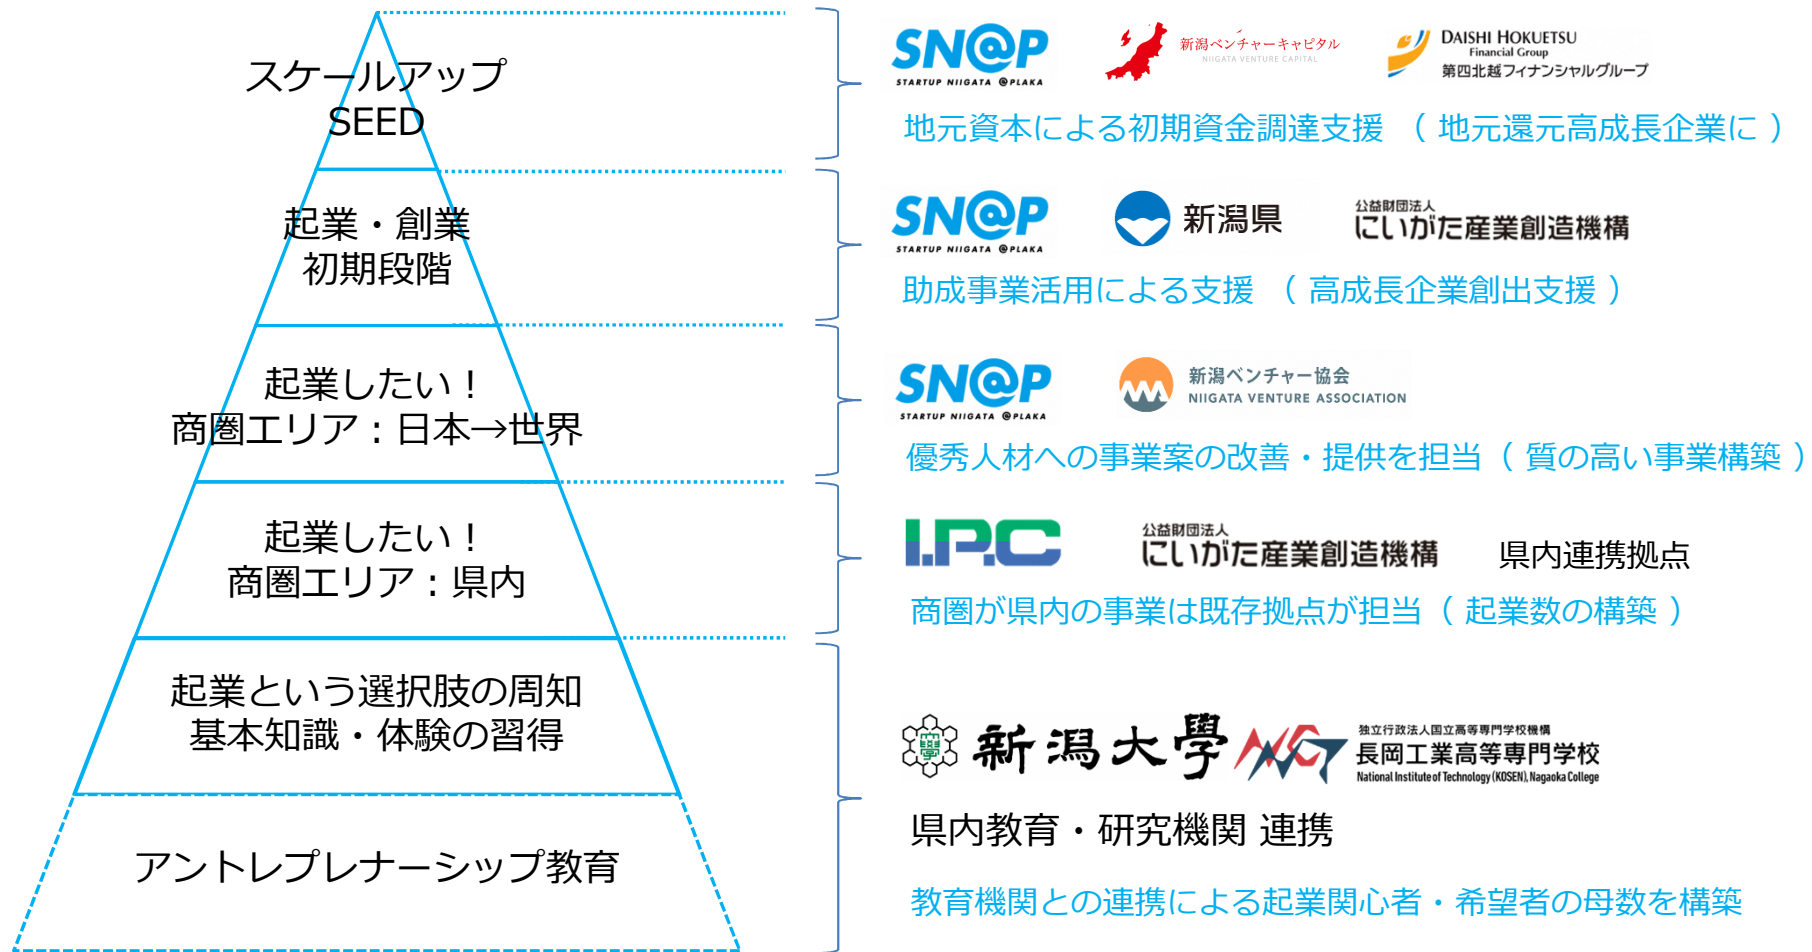 スケールアップ
SEED
SN@P
STARTUP NIIGATA @PLAKA
新潟ベンチャーキャピタル
NIIGATA VENTURE CAPITAL
DAISHI HOKUETSU
Financial Group
第四北越フィナンシャルグループ
地元資本による初期資金調達支援 （ 地元還元高成長企業に ）
起業・創業
初期段階
SN@P
STARTUP NIIGATA @PLAKA
新潟県
公益財団法人
にいがた産業創造機構
助成事業活用による支援 （ 高成長企業創出支援 ）
起業したい！
商圏エリア：日本→世界
SN@P
STARTUP NIIGATA @PLAKA
新潟ベンチャー協会
NIIGATA VENTURE ASSOCIATION
優秀人材への事業案の改善・提供を担当（ 質の高い事業構築 ）
起業したい！
商圏エリア：県内
I.P.C
公益財団法人
にいがた産業創造機構
県内連携拠点
商圏が県内の事業は既存拠点が担当（ 起業数の構築 ）
起業という選択肢の周知
基本知識・体験の習得
新潟大學
独立行政法人国立高等専門学校機構
長岡工業高等専門学校
National Institute of Technology (KOSEN), Nagaoka College
県内教育・研究機関 連携
アントレプレナーシップ教育
教育機関との連携による起業関心者・希望者の母数を構築